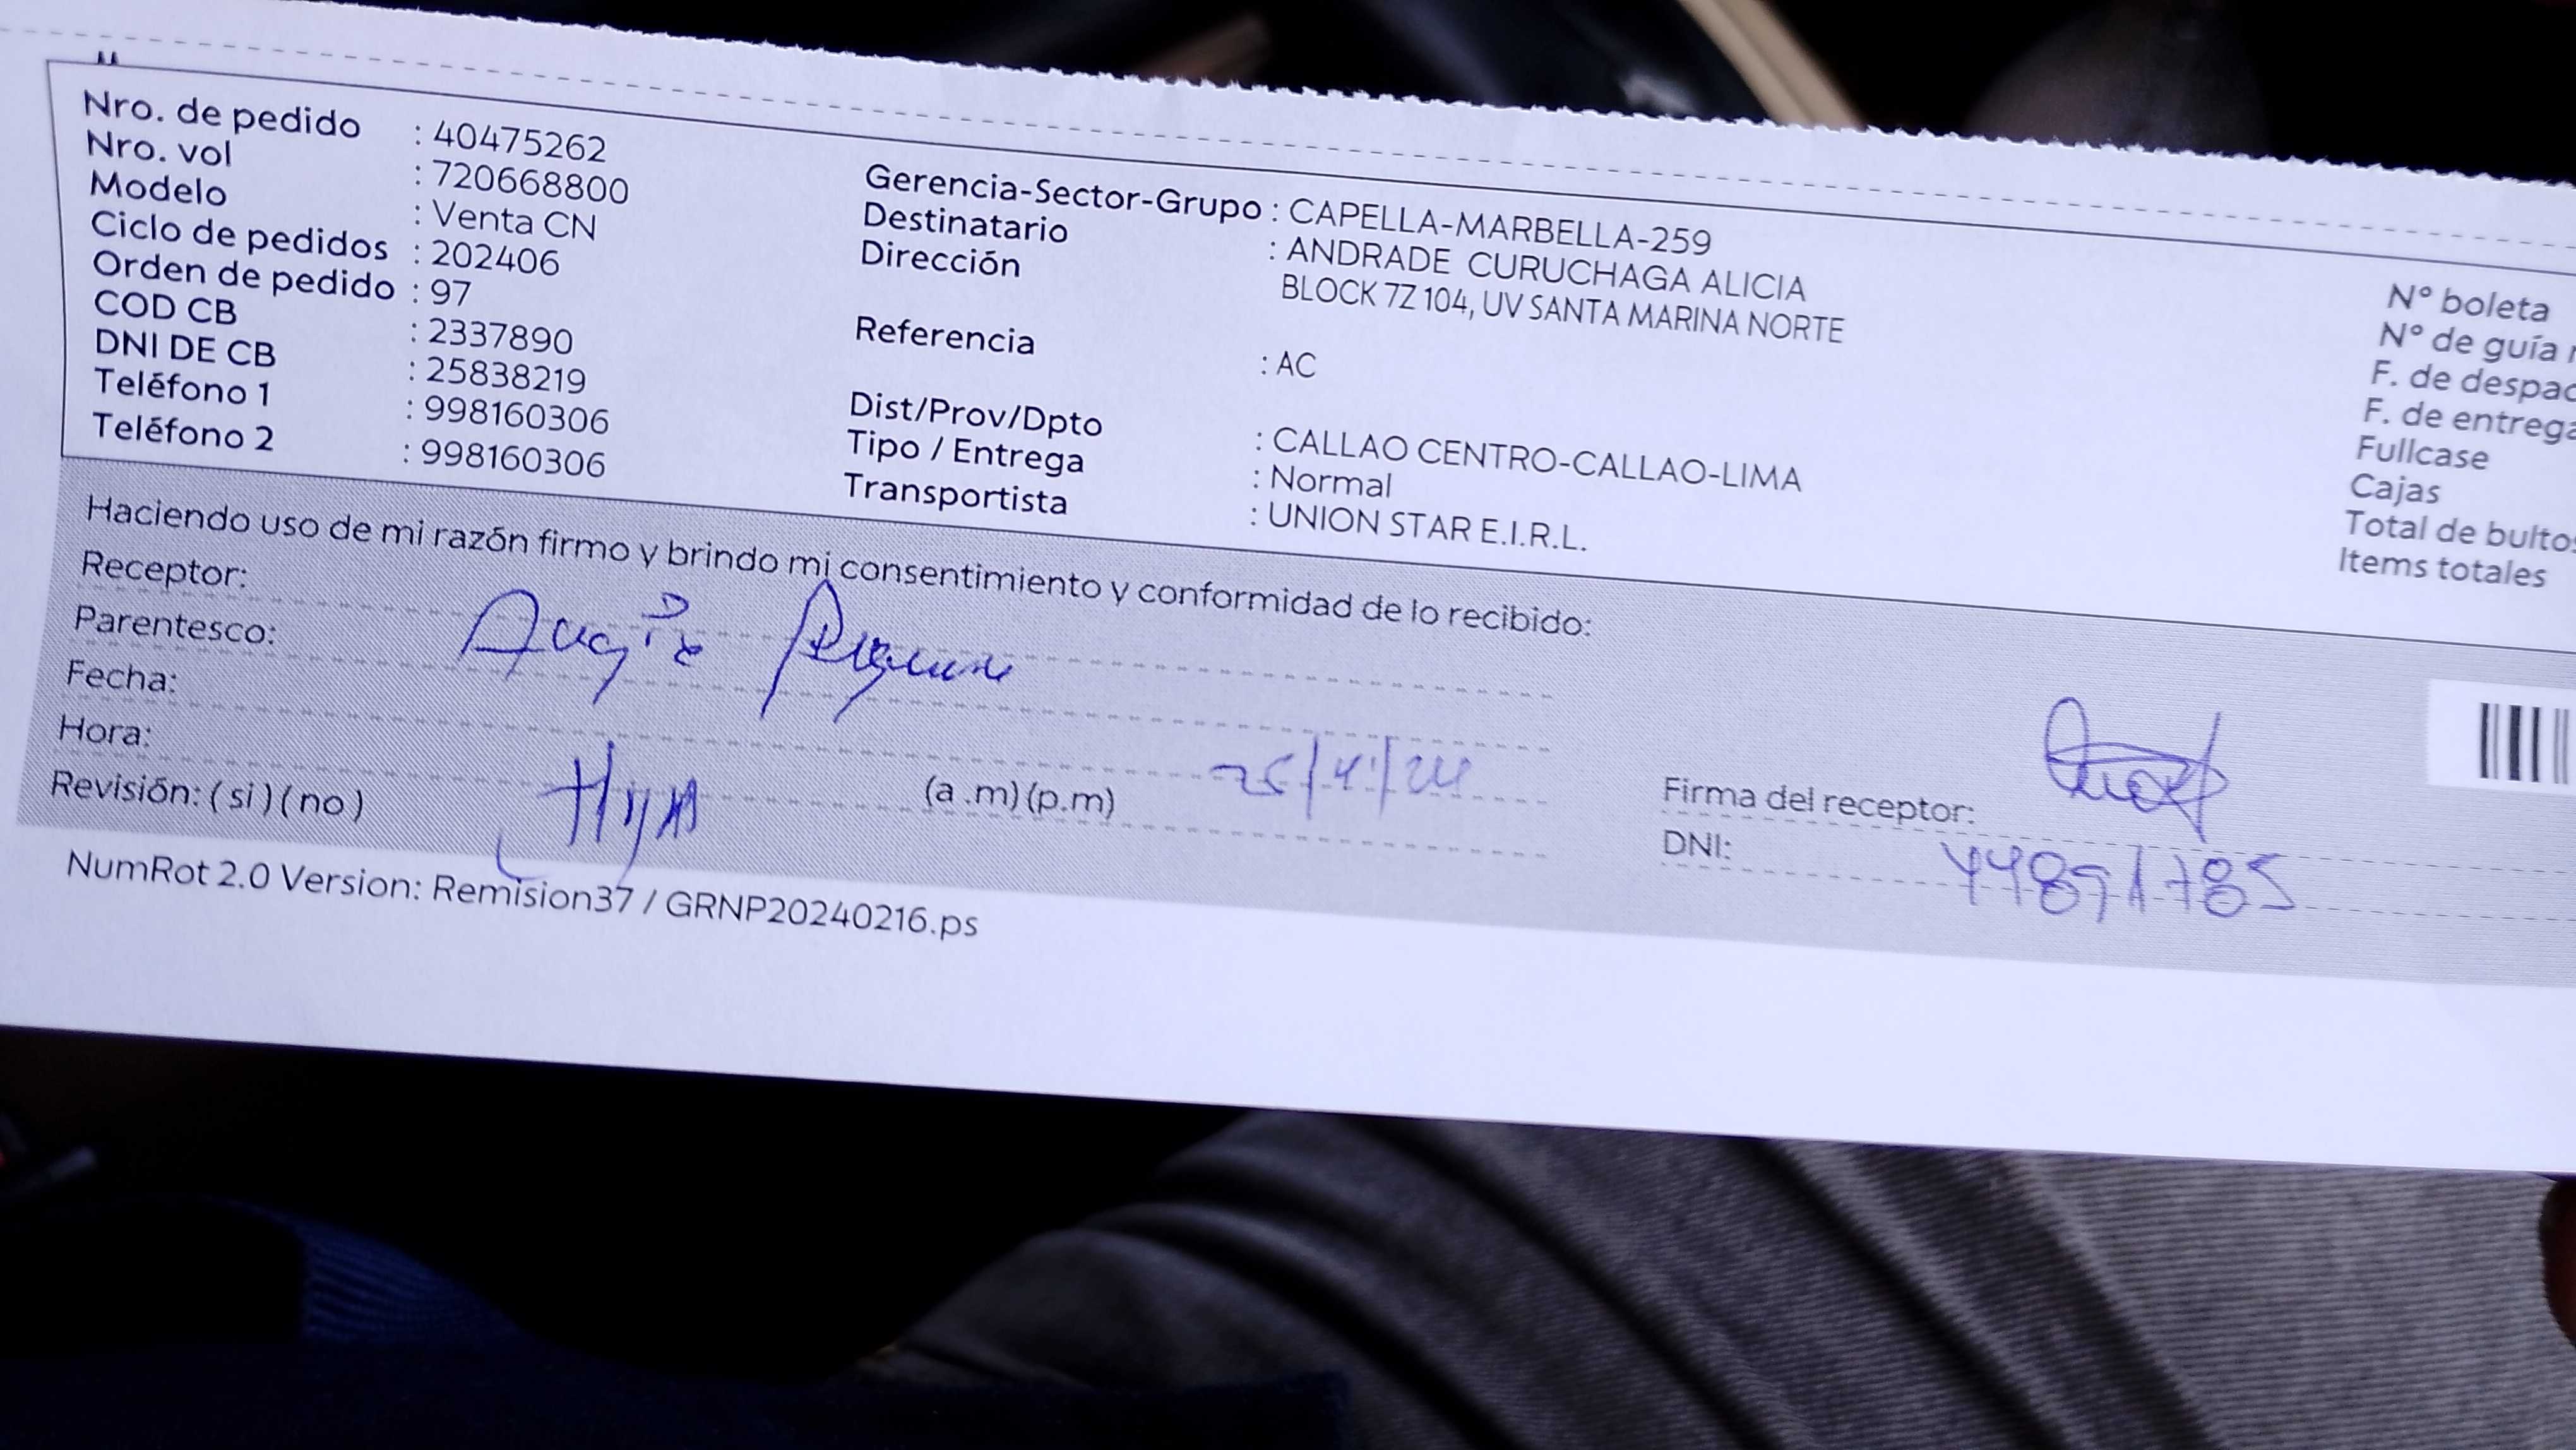 Nro. de pedido : 40475262
Nro. vol : 720668800
Modelo : Venta CN
Ciclo de pedidos : 202406
Orden de pedido : 97
COD CB : 2337890
DNI DE CB : 25838219
Teléfono 1 : 998160306
Teléfono 2 : 998160306
Gerencia-Sector-Grupo : CAPELLA-MARBELLA-259
Destinatario : ANDRADE CURUCHAGA ALICIA
Dirección BLOCK 7Z 104, UV SANTA MARINA NORTE
Referencia : AC
Dist/Prov/Dpto : CALLAO CENTRO-CALLAO-LIMA
Tipo / Entrega : Normal
Transportista : UNION STAR E.I.R.L.
N° boleta
N° de guía
F. de despac
F. de entrega
Fullcase
Cajas
Total de bultos
Items totales
Haciendo uso de mi razón firmo y brindo mi consentimiento y conformidad de lo recibido:
Receptor:
Parentesco:
Fecha:
Hora: (a .m) (p.m)
Revisión: ( si ) ( no )
Firma del receptor:
DNI: 44891785
NumRot 2.0 Version: Remision37 / GRNP20240216.ps